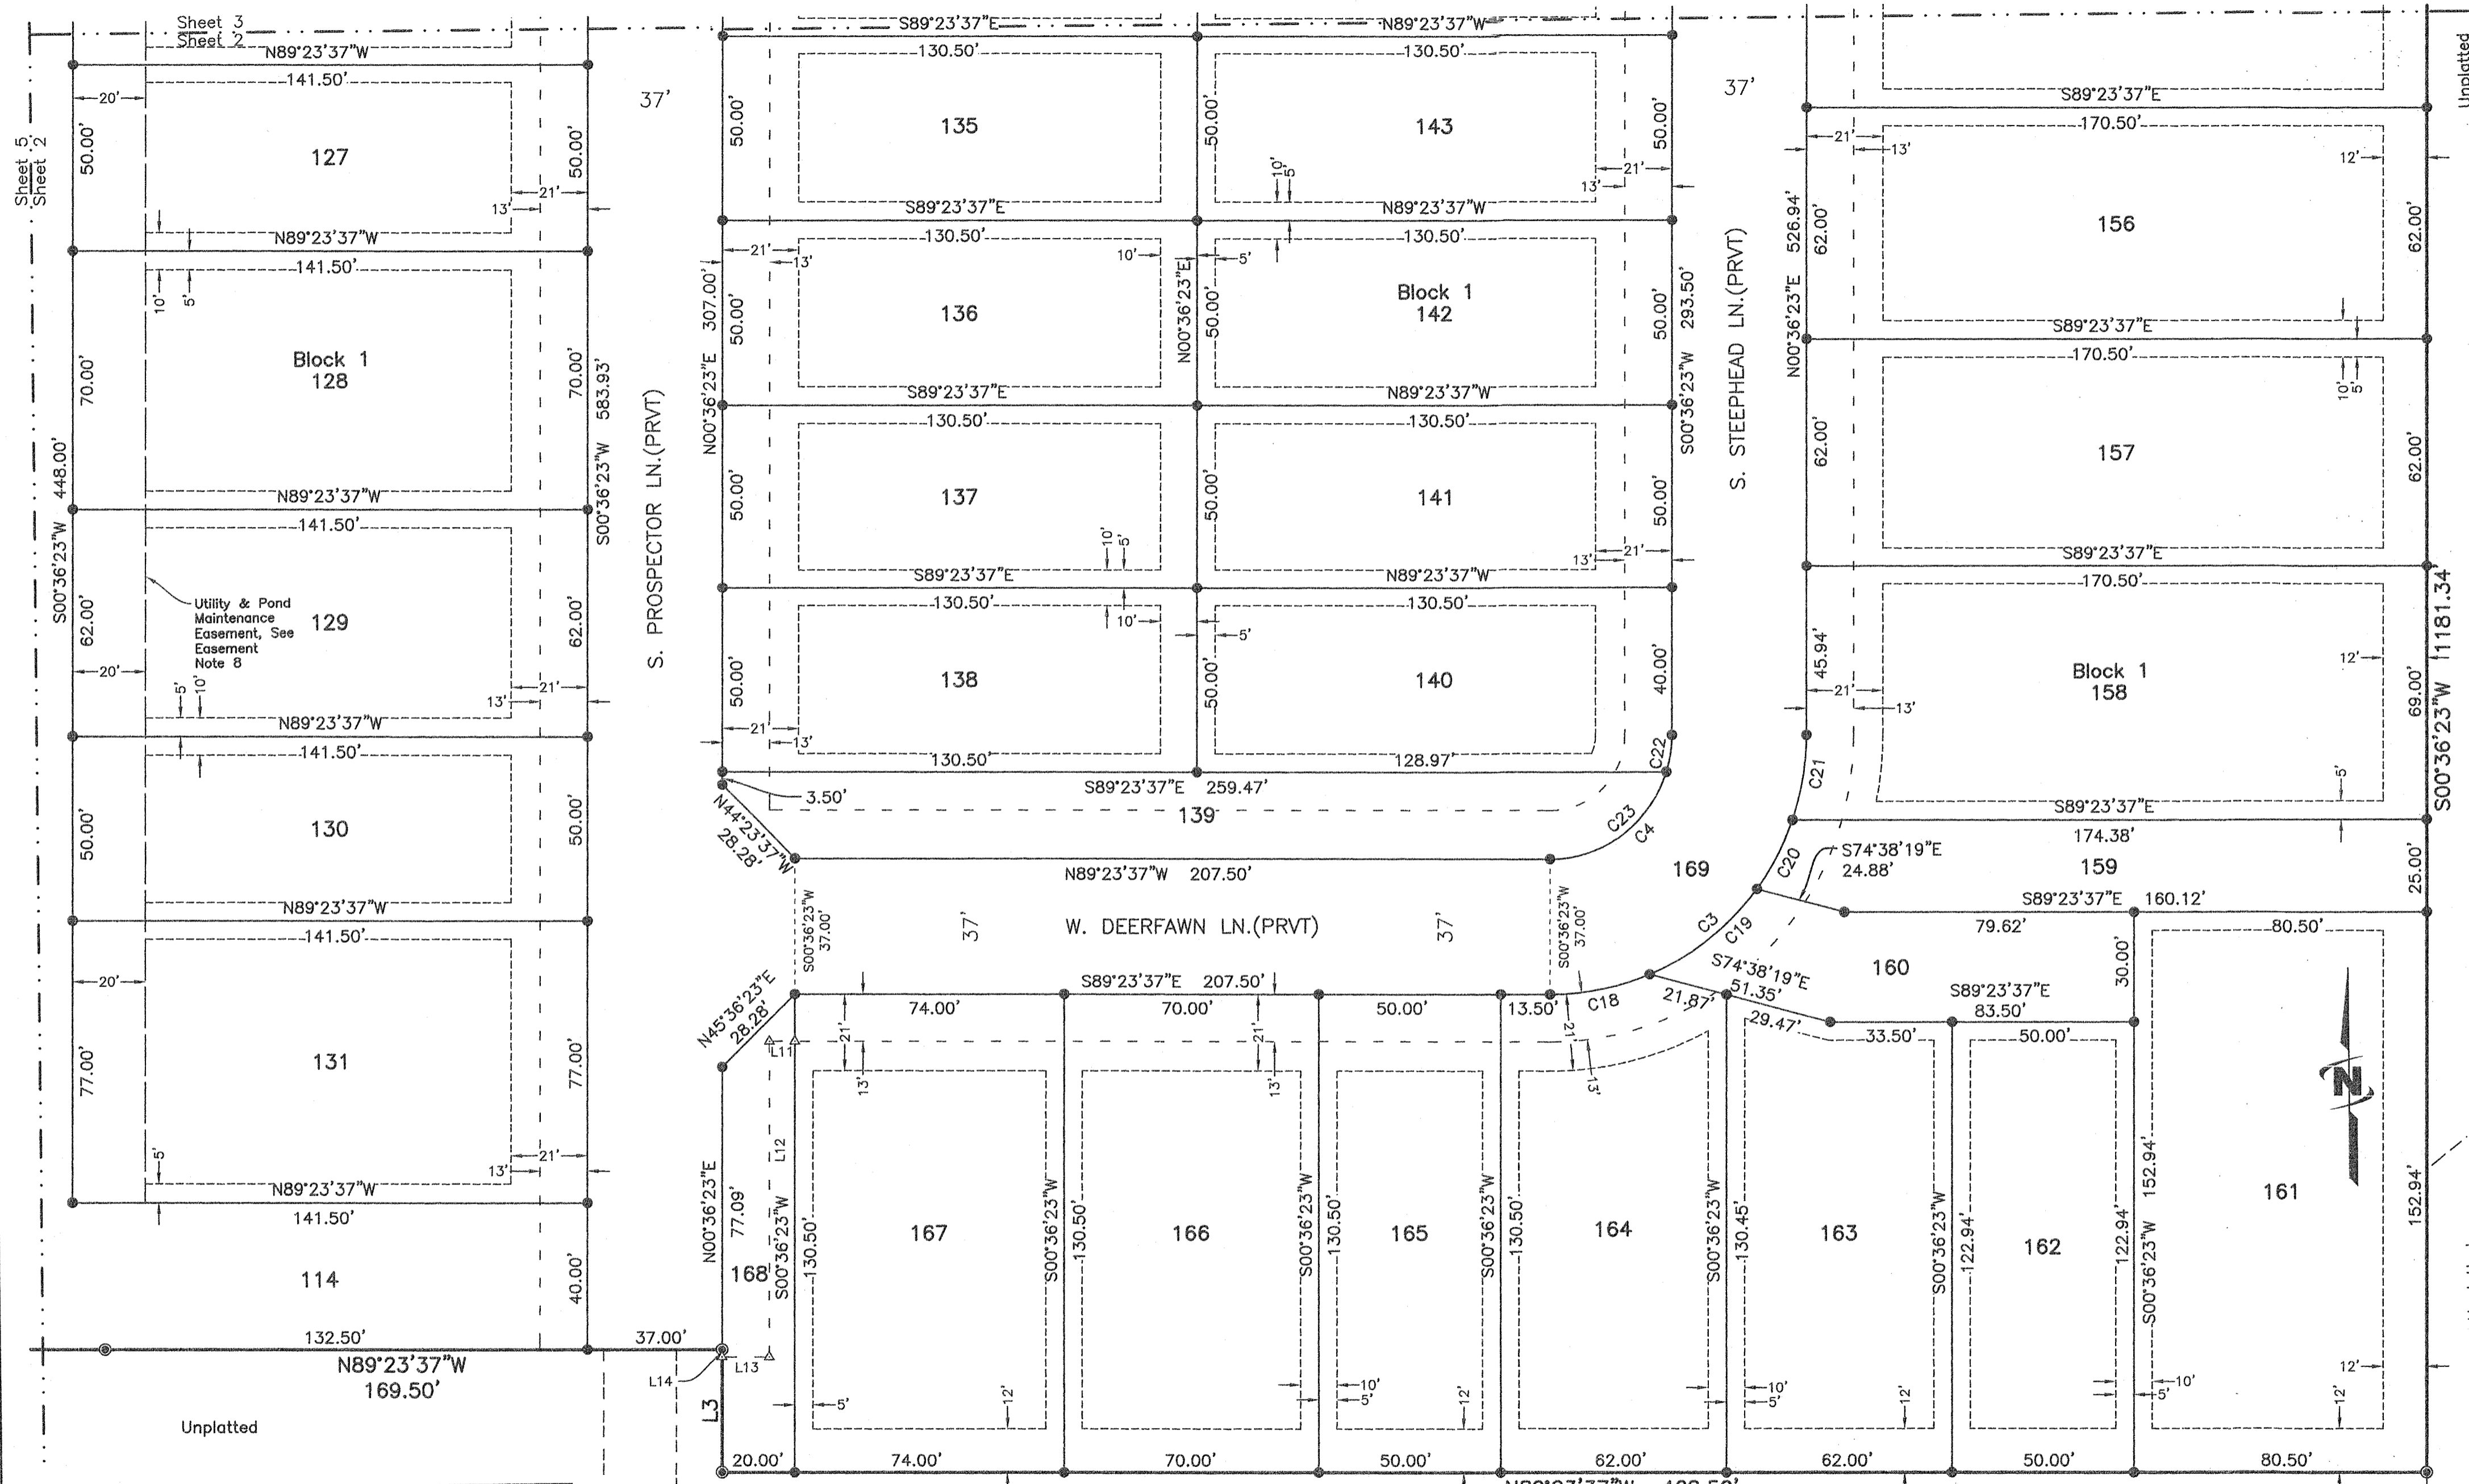 Sheet 3
Sheet 2
Sheet 5
Sheet 2
N89°23'37"W
141.50'
20'
50.00'
127
50.00'
21'
13'
N89°23'37"W
141.50'
10'
5'
70.00'
Block 1
128
70.00'
S00°36'23"W 583.93'
S00°36'23"W 448.00'
N89°23'37"W
141.50'
Utility & Pond
Maintenance
Easement, See
Easement
Note 8
129
62.00'
62.00'
20'
5'
10'
21'
13'
N89°23'37"W
141.50'
50.00'
130
50.00'
N89°23'37"W
141.50'
20'
77.00'
131
77.00'
5'
21'
13'
N89°23'37"W
141.50'
114
40.00'
132.50'
37.00'
N89°23'37"W
169.50'
Unplatted
37'
S. PROSPECTOR LN.(PRVT)
S89°23'37"E
130.50'
50.00'
135
50.00'
S89°23'37"E
130.50'
21'
13'
10'
5'
N00°36'23"E 307.00'
50.00'
136
N00°36'23"E
50.00'
S89°23'37"E
130.50'
50.00'
137
50.00'
10'
5'
S89°23'37"E
130.50'
10'
5'
50.00'
138
50.00'
21'
13'
130.50'
N89°23'37"W
130.50'
143
50.00'
10'
5'
21'
13'
N89°23'37"W
130.50'
Block 1
142
50.00'
S00°36'23"W 293.50'
N89°23'37"W
130.50'
141
50.00'
21'
13'
N89°23'37"W
130.50'
140
40.00'
128.97'
C22
S89°23'37"E 259.47'
3.50'
139
N44°23'37"W
28.28'
C23
C4
N89°23'37"W 207.50'
S00°36'23"W
37.00'
37'
W. DEERFAWN LN.(PRVT)
37'
S00°36'23"W
37.00'
169
37'
S. STEEPHEAD LN.(PRVT)
Unplatted
S89°23'37"E
170.50'
21'
13'
12'
N00°36'23"E 526.94'
62.00'
156
62.00'
S89°23'37"E
170.50'
10'
5'
62.00'
157
62.00'
S89°23'37"E
170.50'
45.94'
Block 1
158
12'
69.00'
S00°36'23"W 1181.34'
21'
13'
C21
5'
S89°23'37"E
174.38'
C20
S74°38'19"E
24.88'
159
25.00'
S89°23'37"E 160.12'
79.62'
80.50'
C3
C19
S74°38'19"E
51.35'
160
30.00'
S89°23'37"E
83.50'
C18
21.87'
29.47'
33.50'
50.00'
N45°36'23"E
28.28'
S89°23'37"E 207.50'
74.00'
70.00'
50.00'
13.50'
21'
13'
21'
13'
21'
13'
L11
L12
N00°36'23"E 77.09'
168
S00°36'23"W
130.50'
167
S00°36'23"W
130.50'
166
S00°36'23"W
130.50'
165
S00°36'23"W
130.50'
164
S00°36'23"W
130.45'
163
S00°36'23"W
122.94'
162
122.94'
S00°36'23"W 152.94'
161
152.94'
N
L13
L14
L3
5'
12'
10'
5'
12'
10'
5'
12'
10'
5'
12'
12'
20.00'
74.00'
70.00'
50.00'
62.00'
62.00'
50.00'
80.50'